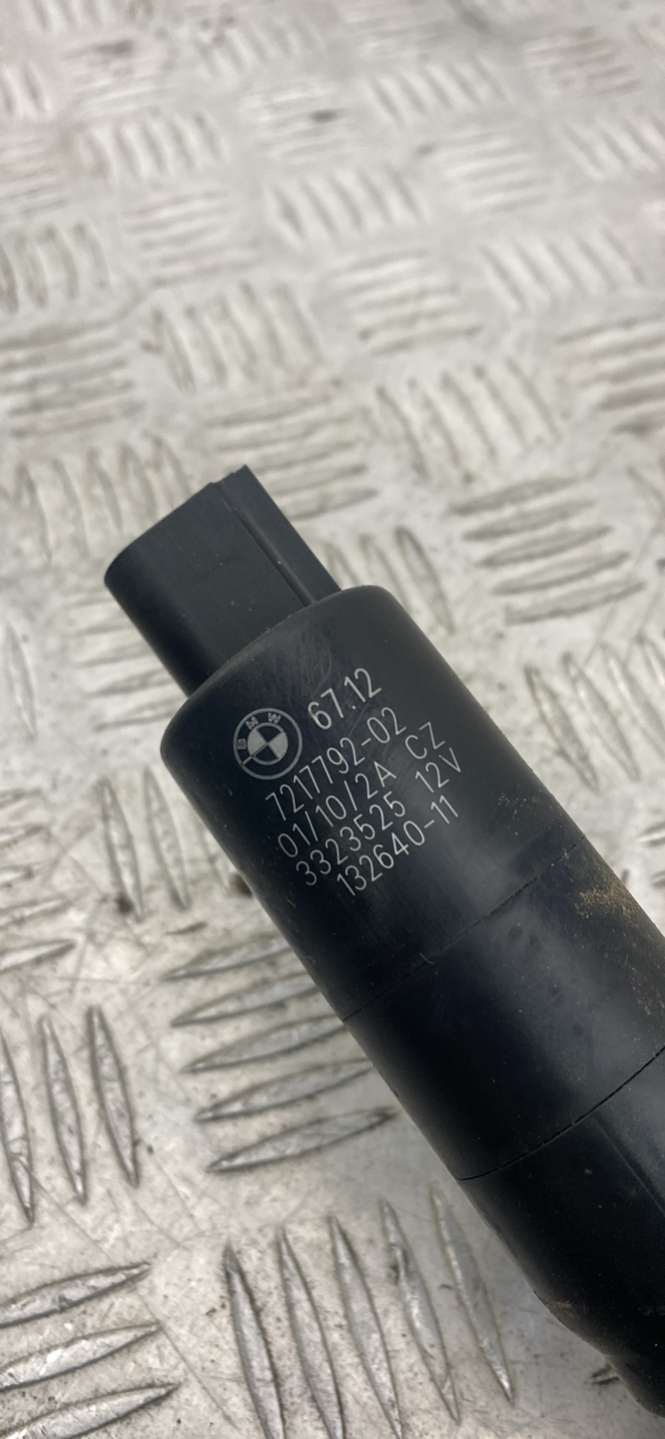 BMW
67.12
7217792-02
01/10/2A CZ
3323525 12V
132640-11